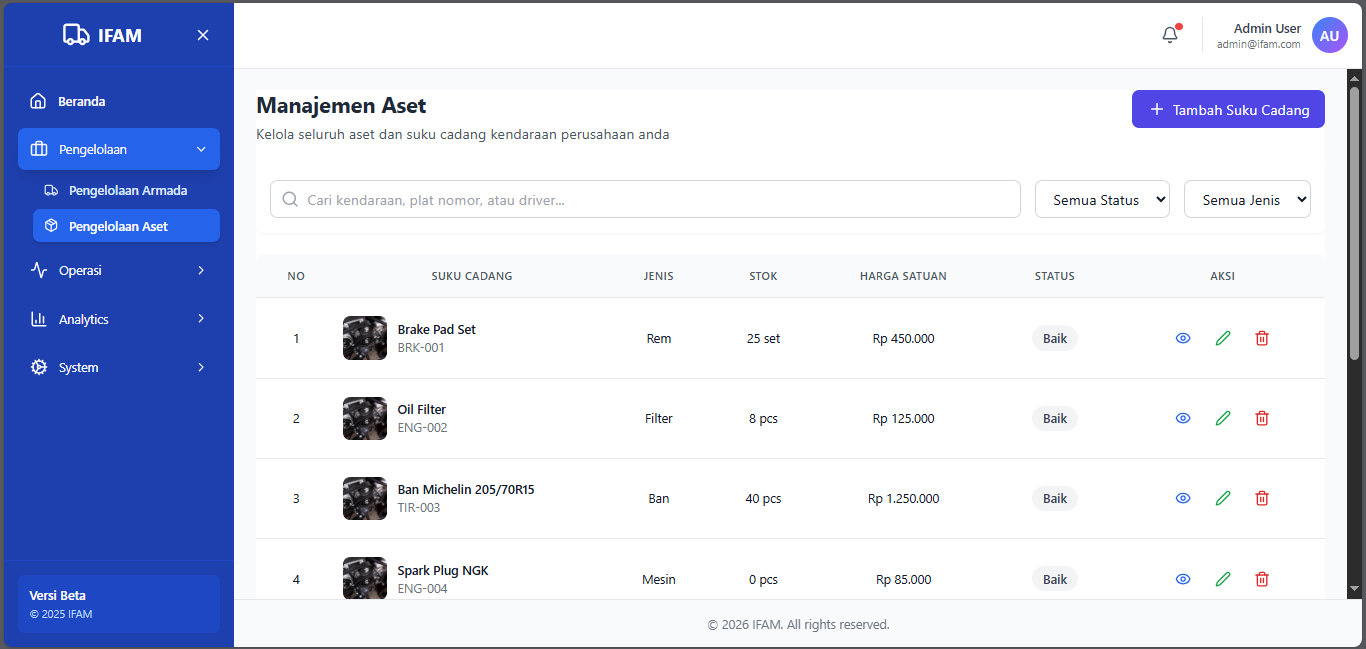 IFAM
Admin User
admin@ifam.com
AU
Beranda
Pengelolaan
Pengelolaan Armada
Pengelolaan Aset
Operasi
Analytics
System
Versi Beta
© 2025 IFAM
Manajemen Aset
Kelola seluruh aset dan suku cadang kendaraan perusahaan anda
+ Tambah Suku Cadang
Cari kendaraan, plat nomor, atau driver...
Semua Status
Semua Jenis
NO SUKU CADANG JENIS STOK HARGA SATUAN STATUS AKSI
1 Brake Pad Set Rem 25 set Rp 450.000 Baik
BRK-001
2 Oil Filter Filter 8 pcs Rp 125.000 Baik
ENG-002
3 Ban Michelin 205/70R15 Ban 40 pcs Rp 1.250.000 Baik
TIR-003
4 Spark Plug NGK Mesin 0 pcs Rp 85.000 Baik
ENG-004
© 2026 IFAM. All rights reserved.